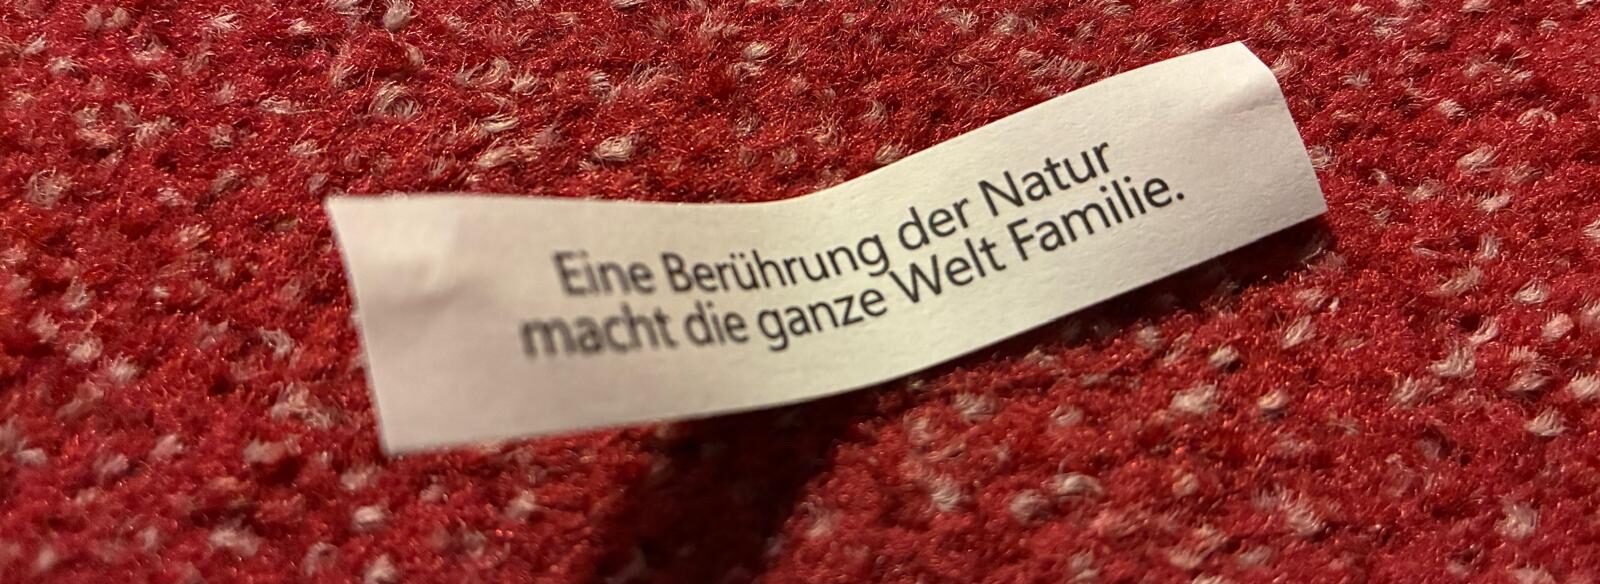 Eine Berührung der Natur
macht die ganze Welt Familie.